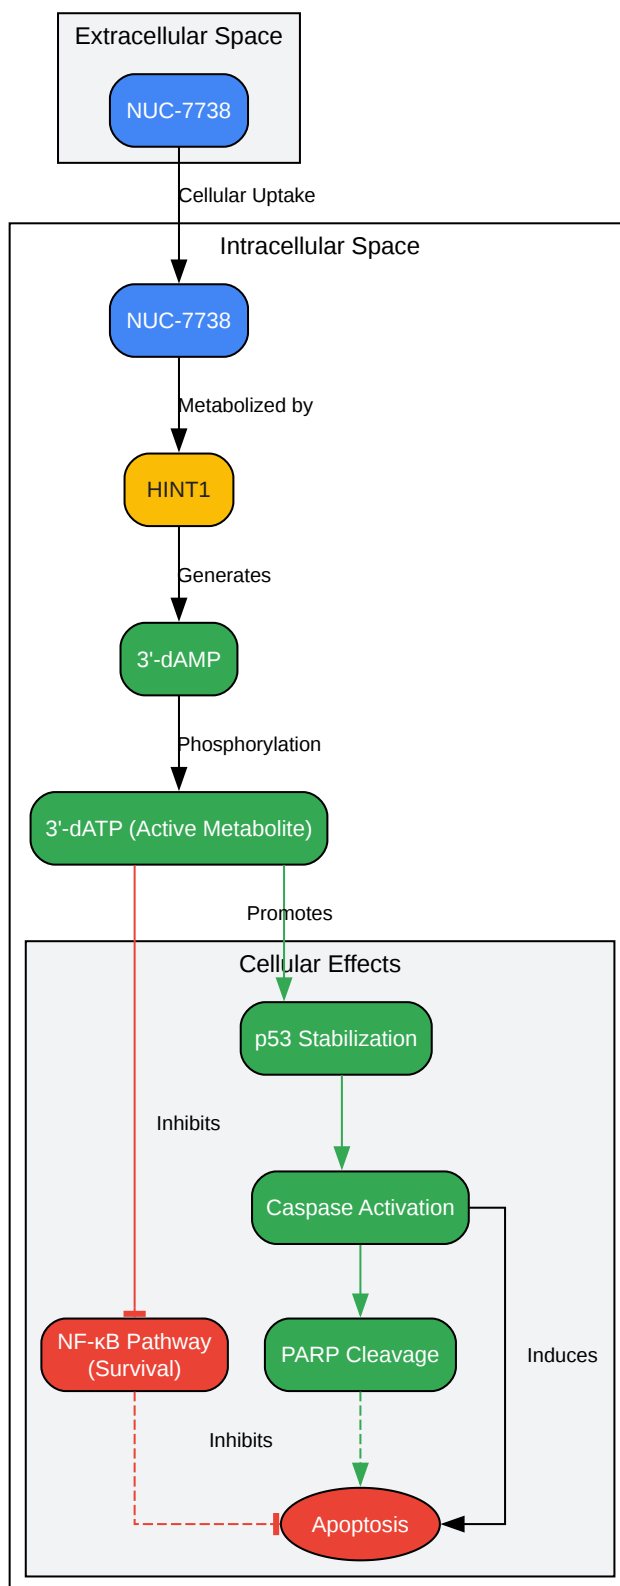 Extracellular Space
NUC-7738
Cellular Uptake
Intracellular Space
NUC-7738
Metabolized by
HINT1
Generates
3'-dAMP
Phosphorylation
3'-dATP (Active Metabolite)
Promotes
Cellular Effects
p53 Stabilization
Inhibits
Caspase Activation
NF-κB Pathway
(Survival)
PARP Cleavage
Induces
Inhibits
Apoptosis